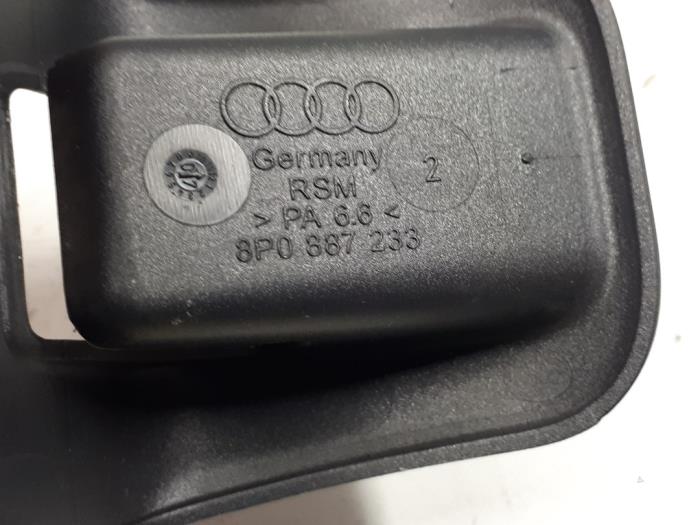 Germany
RSM
> PA 6.6 <
8P0 887 233
2